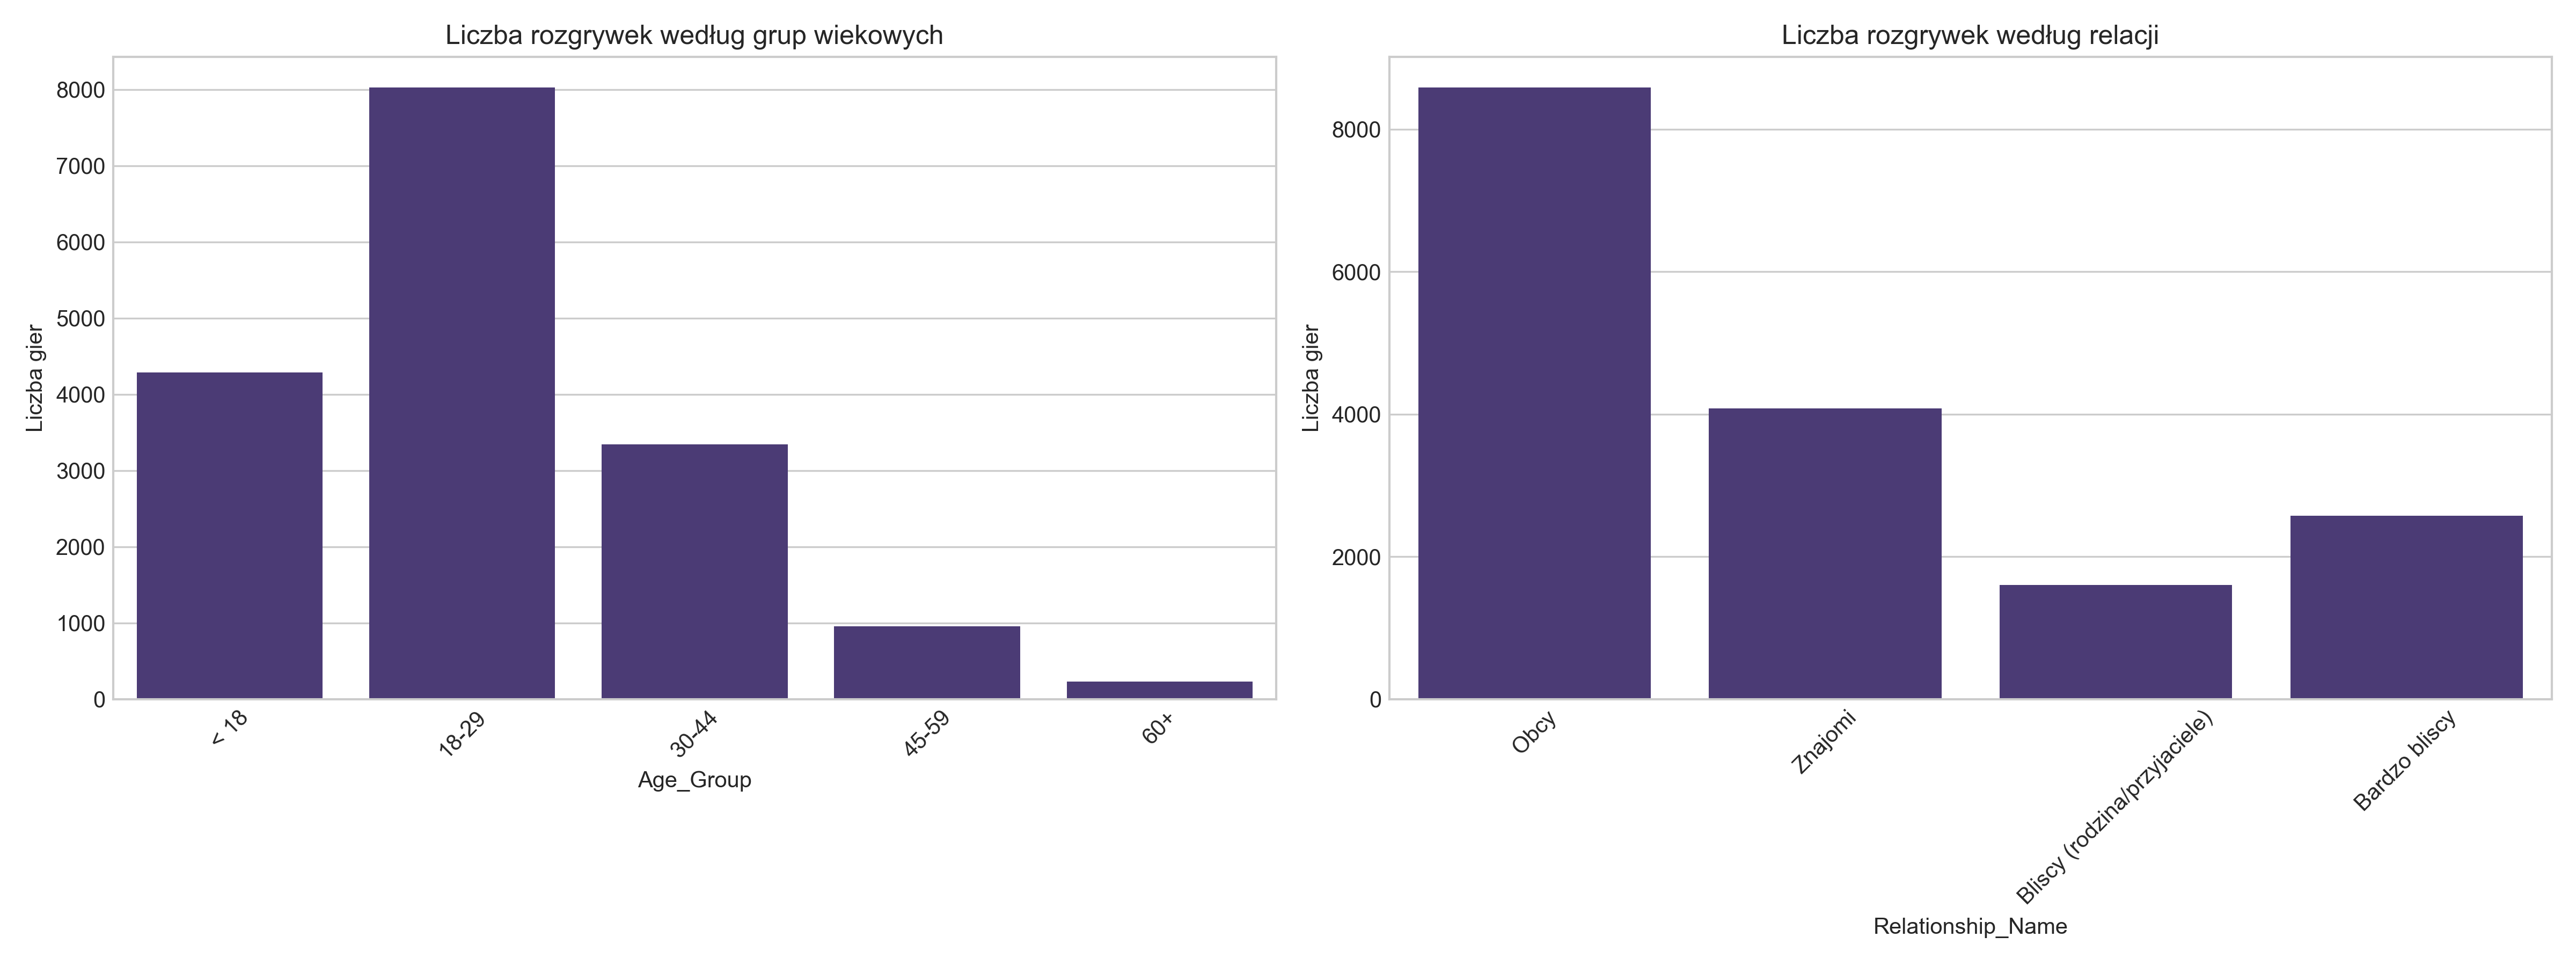 Liczba rozgrywek według grup wiekowych
Liczba gier
8000
7000
6000
5000
4000
3000
2000
1000
0
< 18
18-29
30-44
45-59
60+
Age_Group
Liczba rozgrywek według relacji
Liczba gier
8000
6000
4000
2000
0
Obcy
Znajomi
Bliscy (rodzina/przyjaciele)
Bardzo bliscy
Relationship_Name